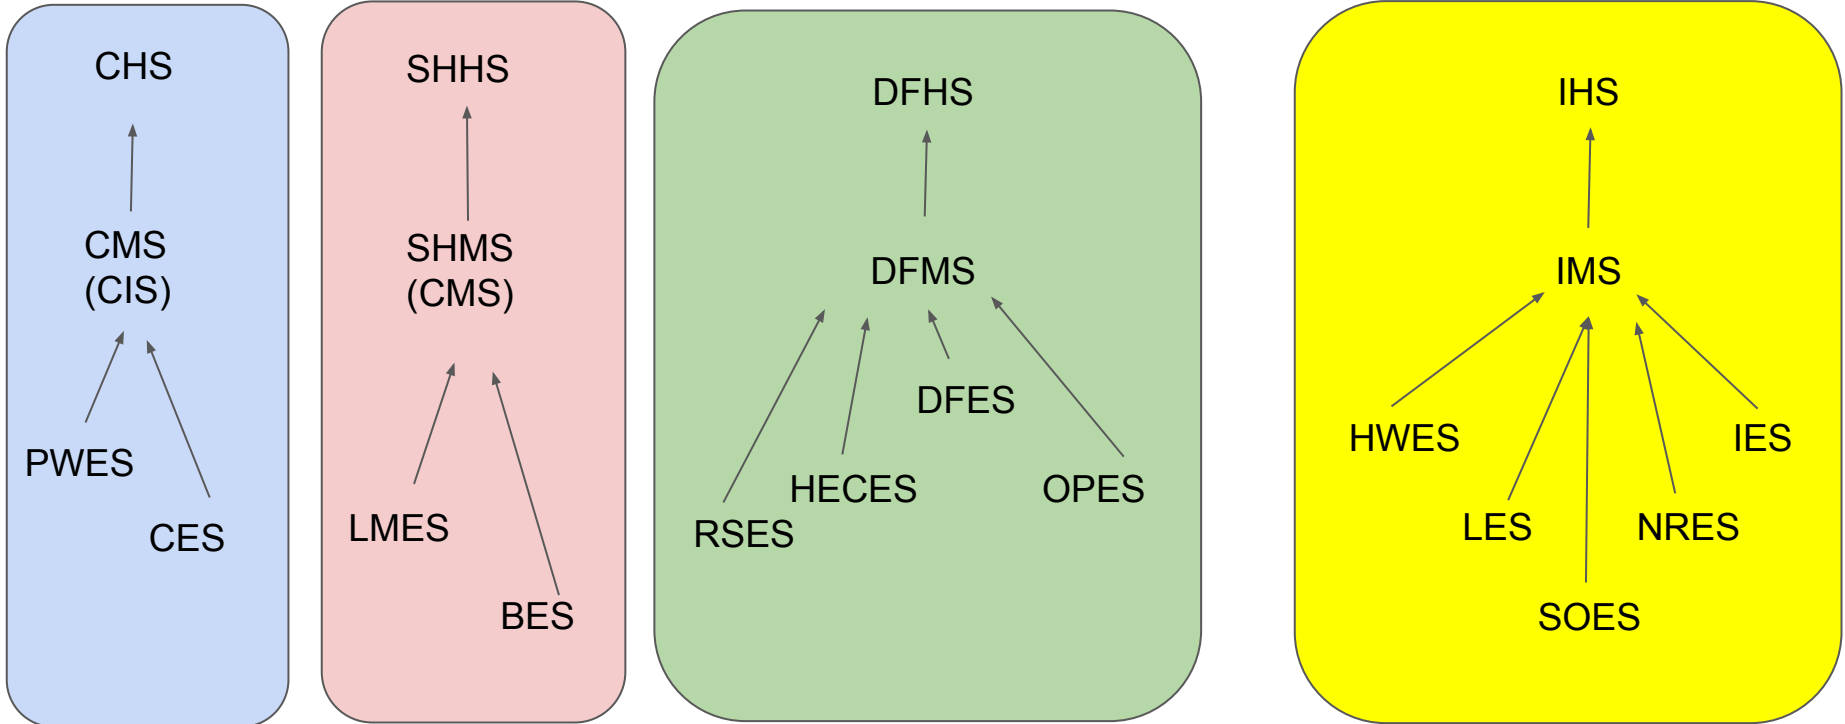 CHS
CMS
(CIS)
PWES
CES
SHHS
SHMS
(CMS)
LMES
BES
DFHS
DFMS
DFES
HECES
OPES
RSES
IHS
IMS
HWES
IES
LES
NRES
SOES